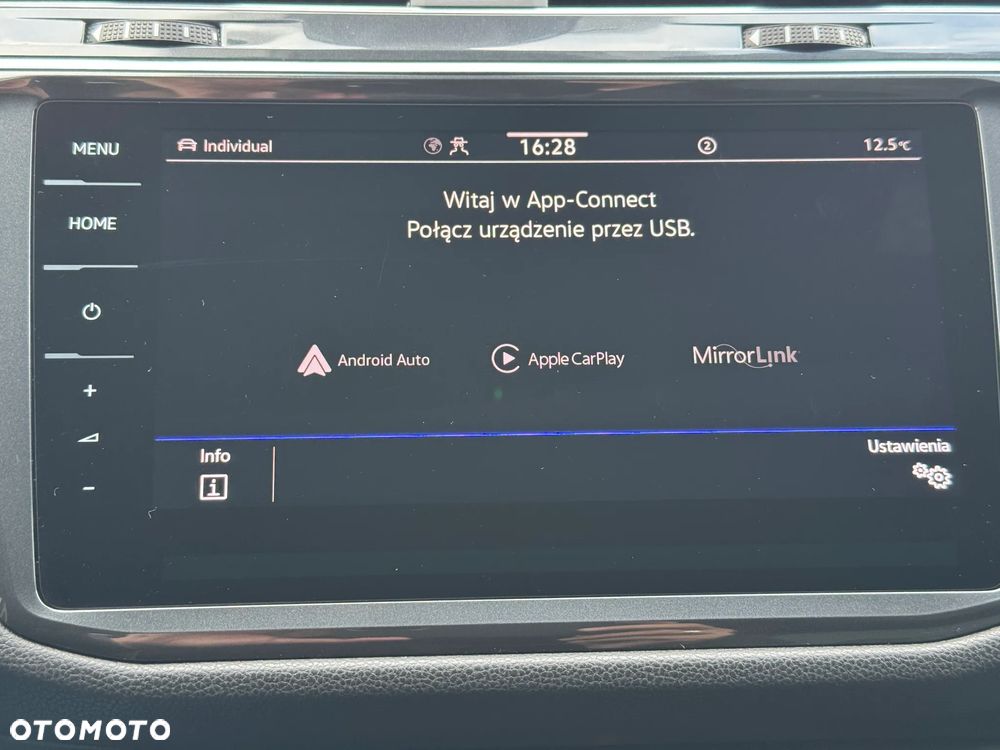 MENU
HOME
Individual
16:28
2
12.5°C
Witaj w App-Connect
Połącz urządzenie przez USB.
Android Auto
Apple CarPlay
MirrorLink
Info
i
Ustawienia
+
-
OTOMOTO